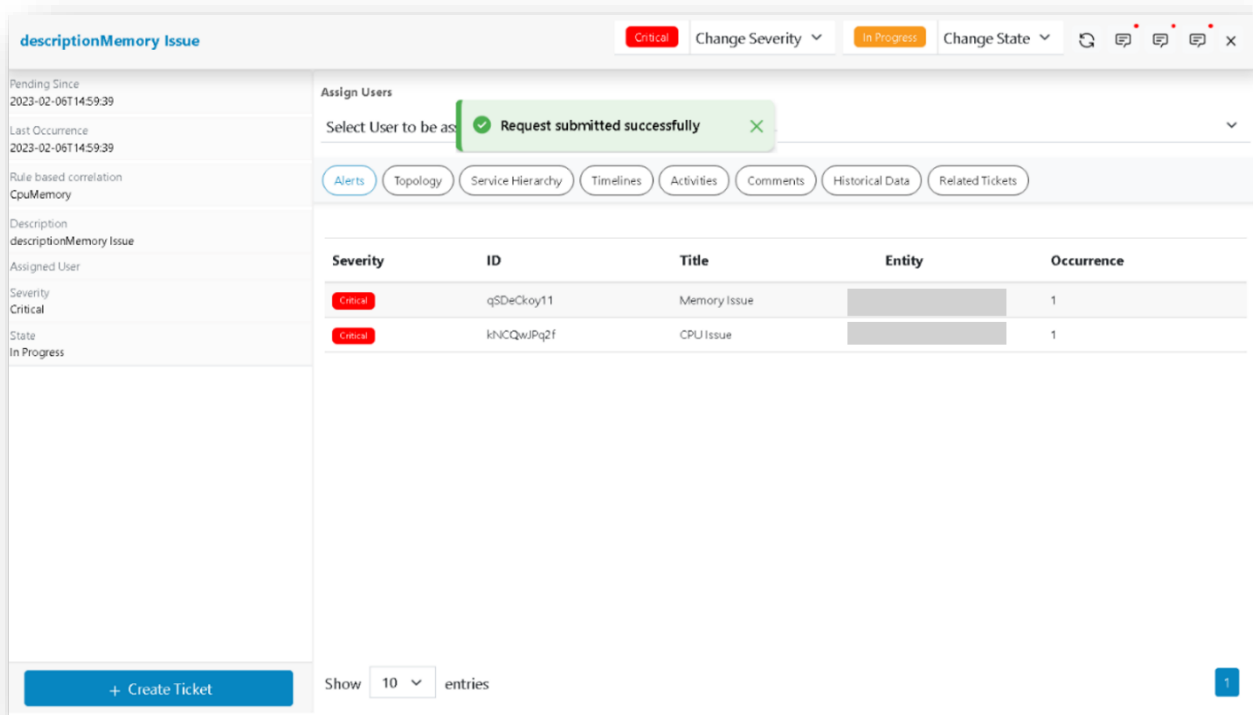 descriptionMemory Issue
Critical Change Severity In Progress Change State
Pending Since
2023-02-06T14:59:39
Last Occurrence
2023-02-06T14:59:39
Rule based correlation
CpuMemory
Description
descriptionMemory Issue
Assigned User
Severity
Critical
State
In Progress
+ Create Ticket
Assign Users
Select User to be as
Request submitted successfully
Alerts Topology Service Hierarchy Timelines Activities Comments Historical Data Related Tickets
Severity ID Title Entity Occurrence
Critical qSDeCkoy11 Memory Issue 1
Critical kNCQwJPq2f CPU Issue 1
Show 10 entries
1